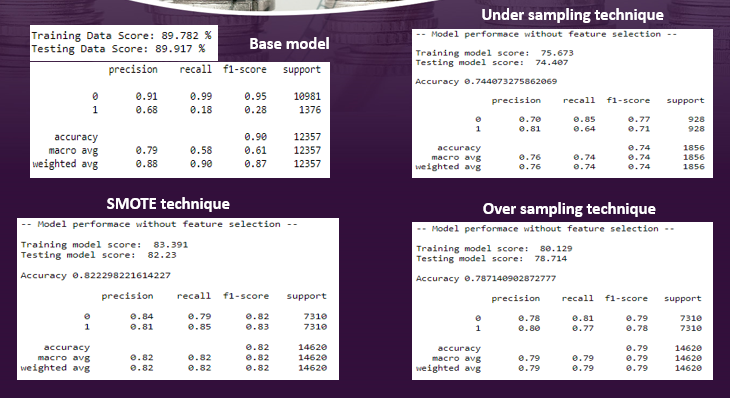 Training Data Score: 89.782 %
Testing Data Score: 89.917 %
Base model
precision recall f1-score support
0 0.91 0.99 0.95 10981
1 0.68 0.18 0.28 1376
accuracy 0.90 12357
macro avg 0.79 0.58 0.61 12357
weighted avg 0.88 0.90 0.87 12357
Under sampling technique
-- Model performace without feature selection --
Training model score: 75.673
Testing model score: 74.407
Accuracy 0.744073275862069
precision recall f1-score support
0 0.70 0.85 0.77 928
1 0.81 0.64 0.71 928
accuracy 0.74 1856
macro avg 0.76 0.74 0.74 1856
weighted avg 0.76 0.74 0.74 1856
SMOTE technique
-- Model performace without feature selection --
Training model score: 83.391
Testing model score: 82.23
Accuracy 0.822298221614227
precision recall f1-score support
0 0.84 0.79 0.82 7310
1 0.81 0.85 0.83 7310
accuracy 0.82 14620
macro avg 0.82 0.82 0.82 14620
weighted avg 0.82 0.82 0.82 14620
Over sampling technique
-- Model performace without feature selection --
Training model score: 80.129
Testing model score: 78.714
Accuracy 0.787140902872777
precision recall f1-score support
0 0.78 0.81 0.79 7310
1 0.80 0.77 0.78 7310
accuracy 0.79 14620
macro avg 0.79 0.79 0.79 14620
weighted avg 0.79 0.79 0.79 14620